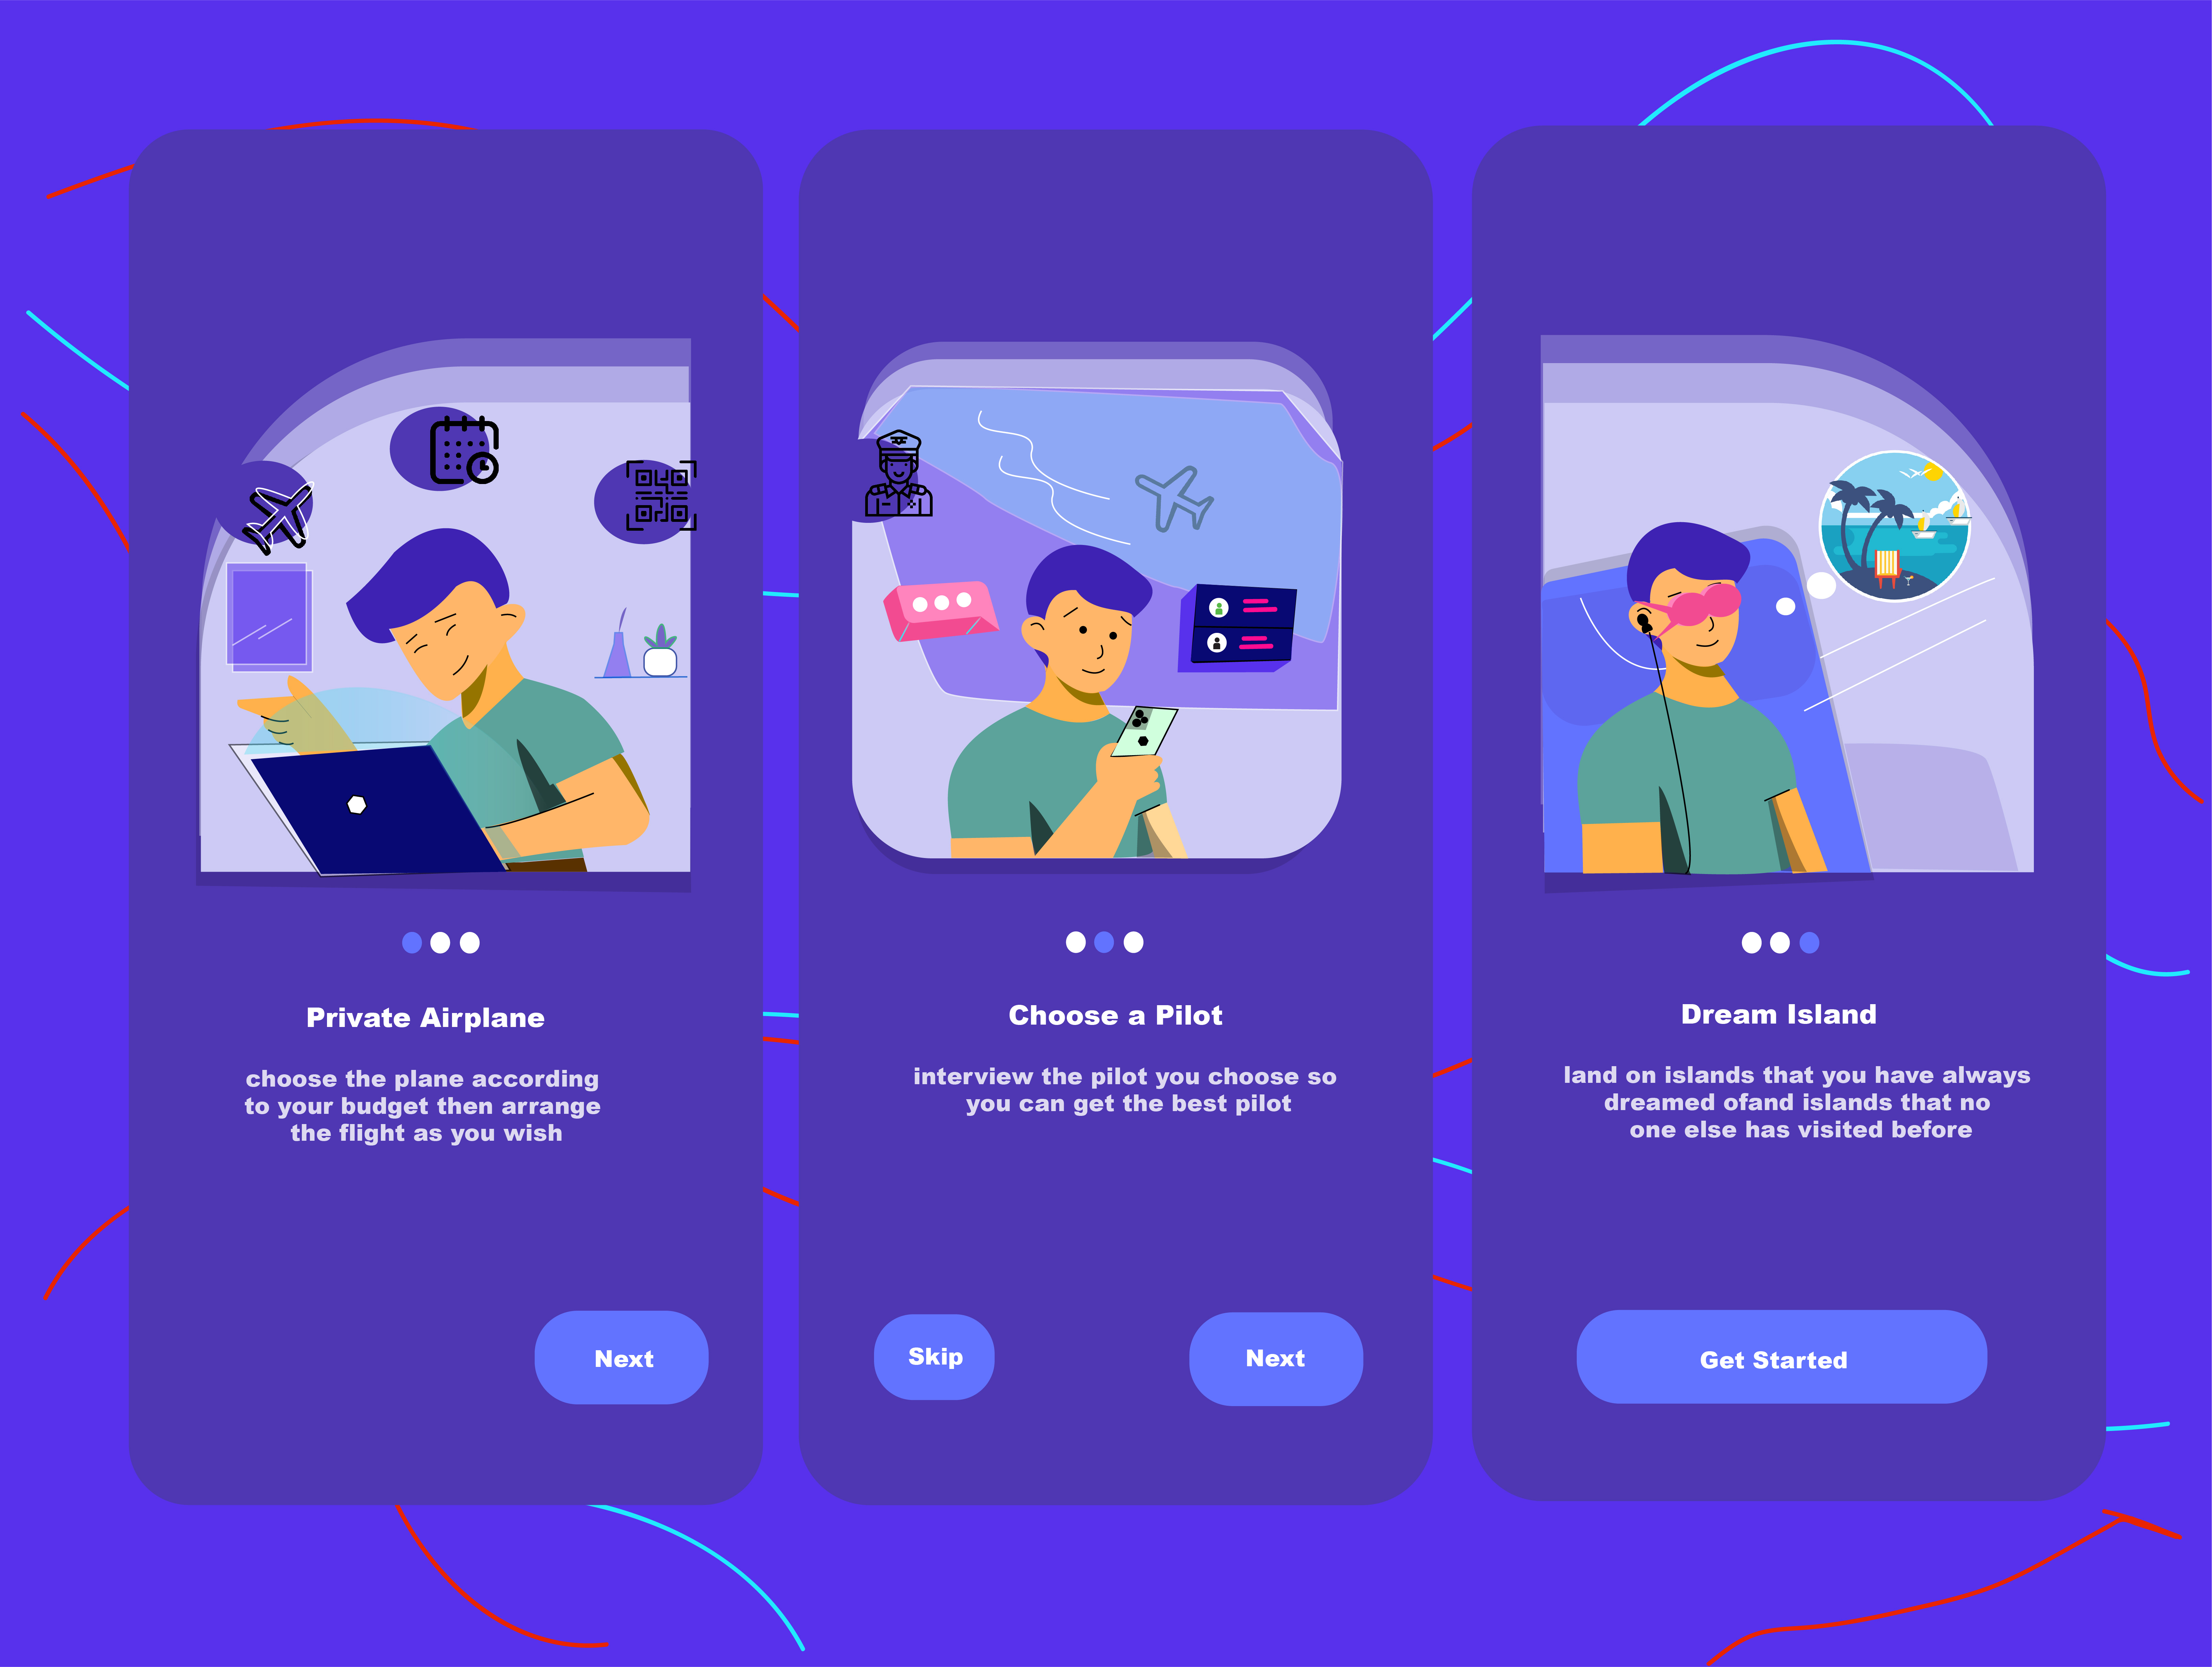 Private Airplane
choose the plane according
to your budget then arrange
the flight as you wish
Next
Choose a Pilot
interview the pilot you choose so
you can get the best pilot
Skip
Next
Dream Island
land on islands that you have always
dreamed ofand islands that no
one else has visited before
Get Started